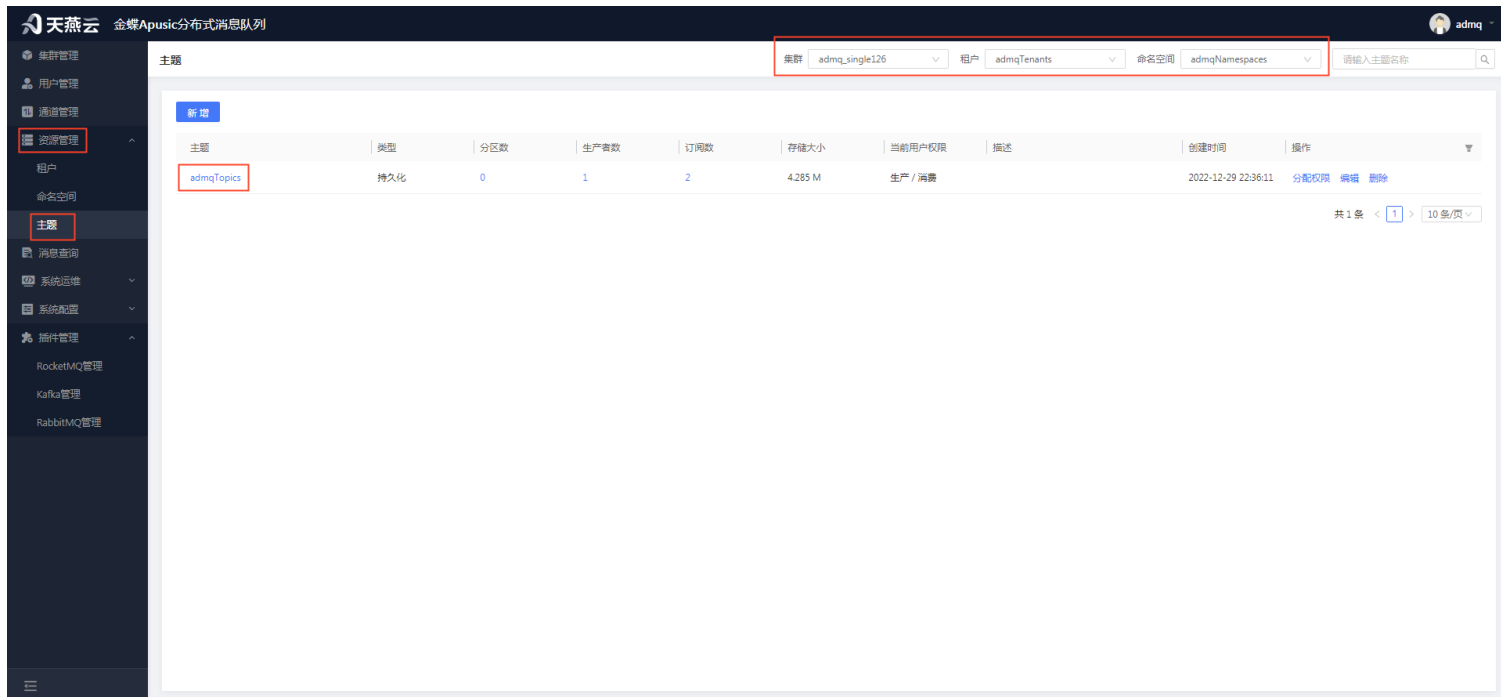 天燕云 金蝶Apusic分布式消息队列 admq
集群管理
用户管理
通道管理
资源管理
租户
命名空间
主题
消息查询
系统运维
系统配置
插件管理
RocketMQ管理
Kafka管理
RabbitMQ管理
主题 集群 admq_single126 租户 admqTenants 命名空间 admqNamespaces 请输入主题名称
新增
主题 类型 分区数 生产者数 订阅数 存储大小 当前用户权限 描述 创建时间 操作
admqTopics 持久化 0 1 2 4.285 M 生产 / 消费 2022-12-29 22:36:11 分配权限 编辑 删除
共 1 条 < 1 > 10 条/页